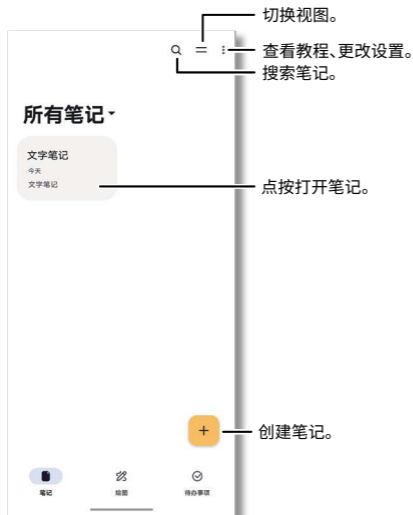 切换视图。
查看教程、更改设置。
搜索笔记。
所有笔记
文字笔记
今天
文字笔记
点按打开笔记。
创建笔记。
笔记
绘图
待办事项